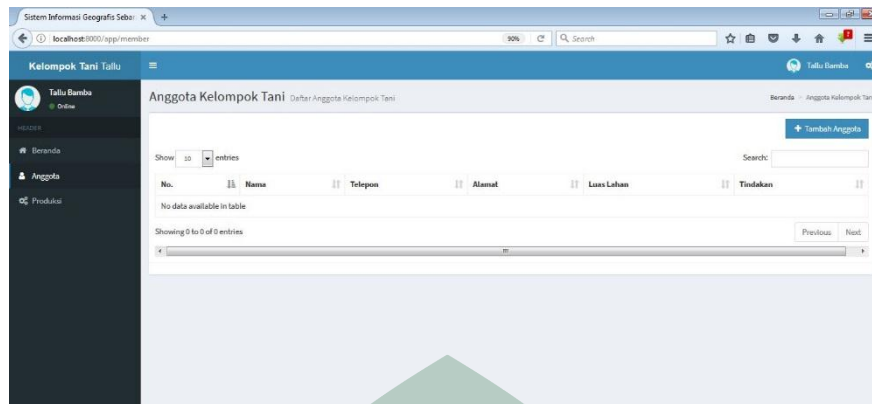 Sistem Informasi Geografis Sebar
localhost:8000/app/member 90% Search
Kelompok Tani Tallu Tallu Bamba
Tallu Bamba
Online
HEADER
Beranda
Anggota
Produksi
Anggota Kelompok Tani Daftar Anggota Kelompok Tani
Beranda Anggota Kelompok Tan
Tambah Anggota
Show 10 entries Search:
No. Nama Telepon Alamat Luas Lahan Tindakan
No data available in table
Showing 0 to 0 of 0 entries Previous Next